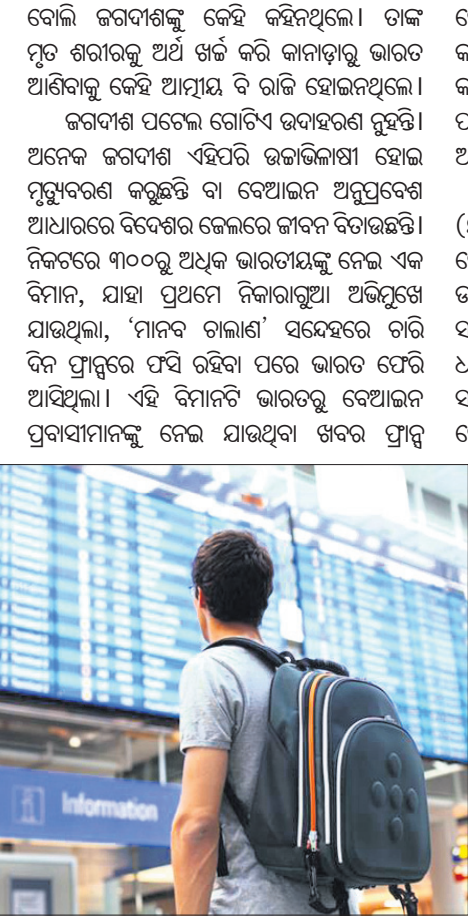 ବୋଲି ଜଗଦୀଶଙ୍କୁ କେହି କହିନଥିଲେ। ତାଙ୍କ
ମୃତ ଶରୀରକୁ ଅର୍ଥ ଖର୍ଚ୍ଚ କରି କାନାଡ଼ାରୁ ଭାରତ
ଆଣିବାକୁ କେହି ଆତ୍ମୀୟ ବି ରାଜି ହୋଇନଥିଲେ।
ଜଗଦୀଶ ପଟେଲ ଗୋଟିଏ ଉଦାହରଣ ନୁହନ୍ତି।
ଅନେକ ଜଗଦୀଶ ଏହିପରି ଉଚ୍ଚାଭିଳାଷୀ ହୋଇ
ମୃତ୍ୟୁବରଣ କରୁଛନ୍ତି ବା ବେଆଇନ ଅନୁପ୍ରବେଶ
ଆଧାରରେ ବିଦେଶର ଜେଲରେ ଜୀବନ ବିତାଉଛନ୍ତି।
ନିକଟରେ ୩୦୦ରୁ ଅଧିକ ଭାରତୀୟଙ୍କୁ ନେଇ ଏକ
ବିମାନ, ଯାହା ପ୍ରଥମେ ନିକାରାଗୁଆ ଅଭିମୁଖେ
ଯାଉଥିଲା, ‘ମାନବ ଚାଲାଣ’ ସନ୍ଦେହରେ ଚାରି
ଦିନ ଫ୍ରାନ୍ସରେ ଫସି ରହିବା ପରେ ଭାରତ ଫେରି
ଆସିଥିଲା। ଏହି ବିମାନଟି ଭାରତରୁ ବେଆଇନ
ପ୍ରବାସୀମାନଙ୍କୁ ନେଇ ଯାଉଥିବା ଖବର ଫ୍ରାନ୍ସ
Information